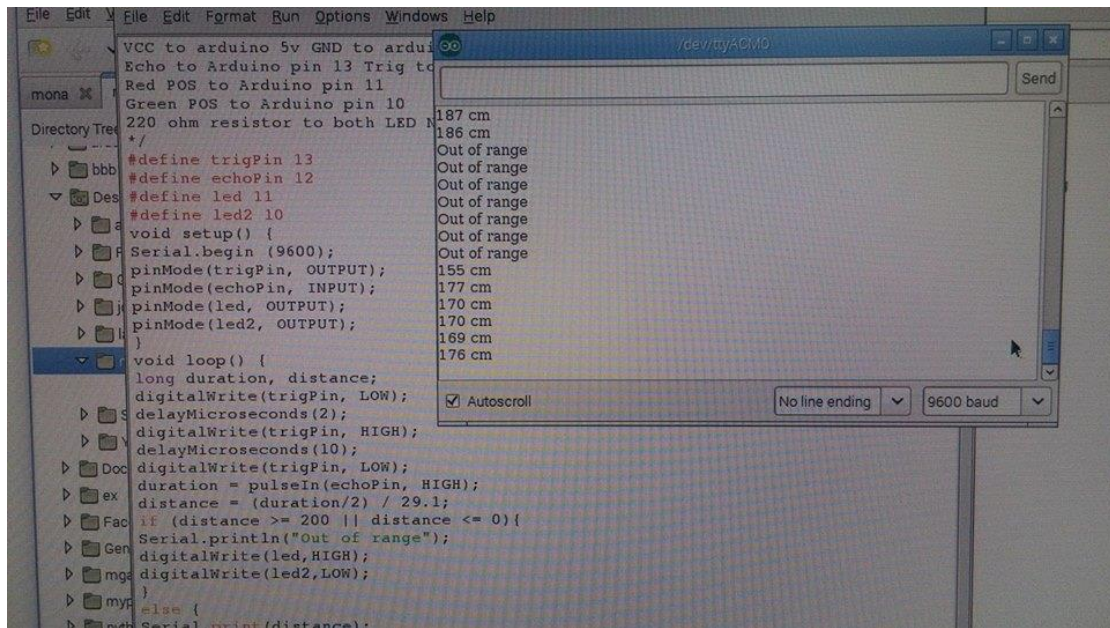 File Edit V
File Edit Format Run Options Windows Help
mona
Directory Tree
bbb
Des
Doc
ex
Fac
Gen
mga
myp
VCC to arduino 5v GND to ardui
Echo to Arduino pin 13 Trig to
Red POS to Arduino pin 11
Green POS to Arduino pin 10
220 ohm resistor to both LED N
*/
#define trigPin 13
#define echoPin 12
#define led 11
#define led2 10
void setup() {
Serial.begin (9600);
pinMode(trigPin, OUTPUT);
pinMode(echoPin, INPUT);
pinMode(led, OUTPUT);
pinMode(led2, OUTPUT);
}
void loop() {
long duration, distance;
digitalWrite(trigPin, LOW);
delayMicroseconds(2);
digitalWrite(trigPin, HIGH);
delayMicroseconds(10);
digitalWrite(trigPin, LOW);
duration = pulseIn(echoPin, HIGH);
distance = (duration/2) / 29.1;
if (distance >= 200 || distance <= 0){
Serial.println("Out of range");
digitalWrite(led,HIGH);
digitalWrite(led2,LOW);
}
else {
Serial.print(distance);
/dev/ttyACM0
Send
187 cm
186 cm
Out of range
Out of range
Out of range
Out of range
Out of range
Out of range
Out of range
155 cm
177 cm
170 cm
170 cm
169 cm
176 cm
Autoscroll
No line ending
9600 baud